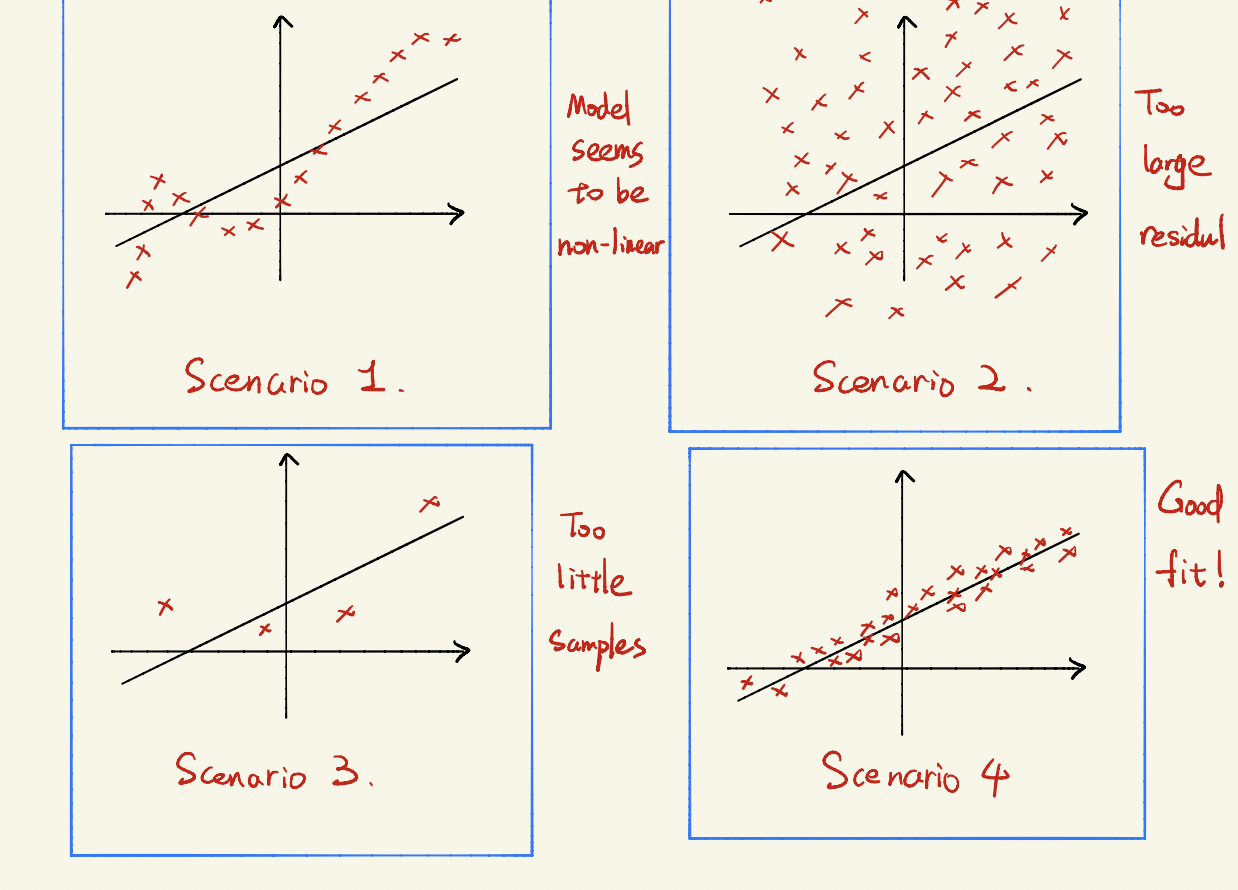 Model
seems
to be
non-linear
Scenario 1.
Too
large
residul
Scenario 2.
Too
little
samples
Scenario 3.
Good
fit!
Scenario 4